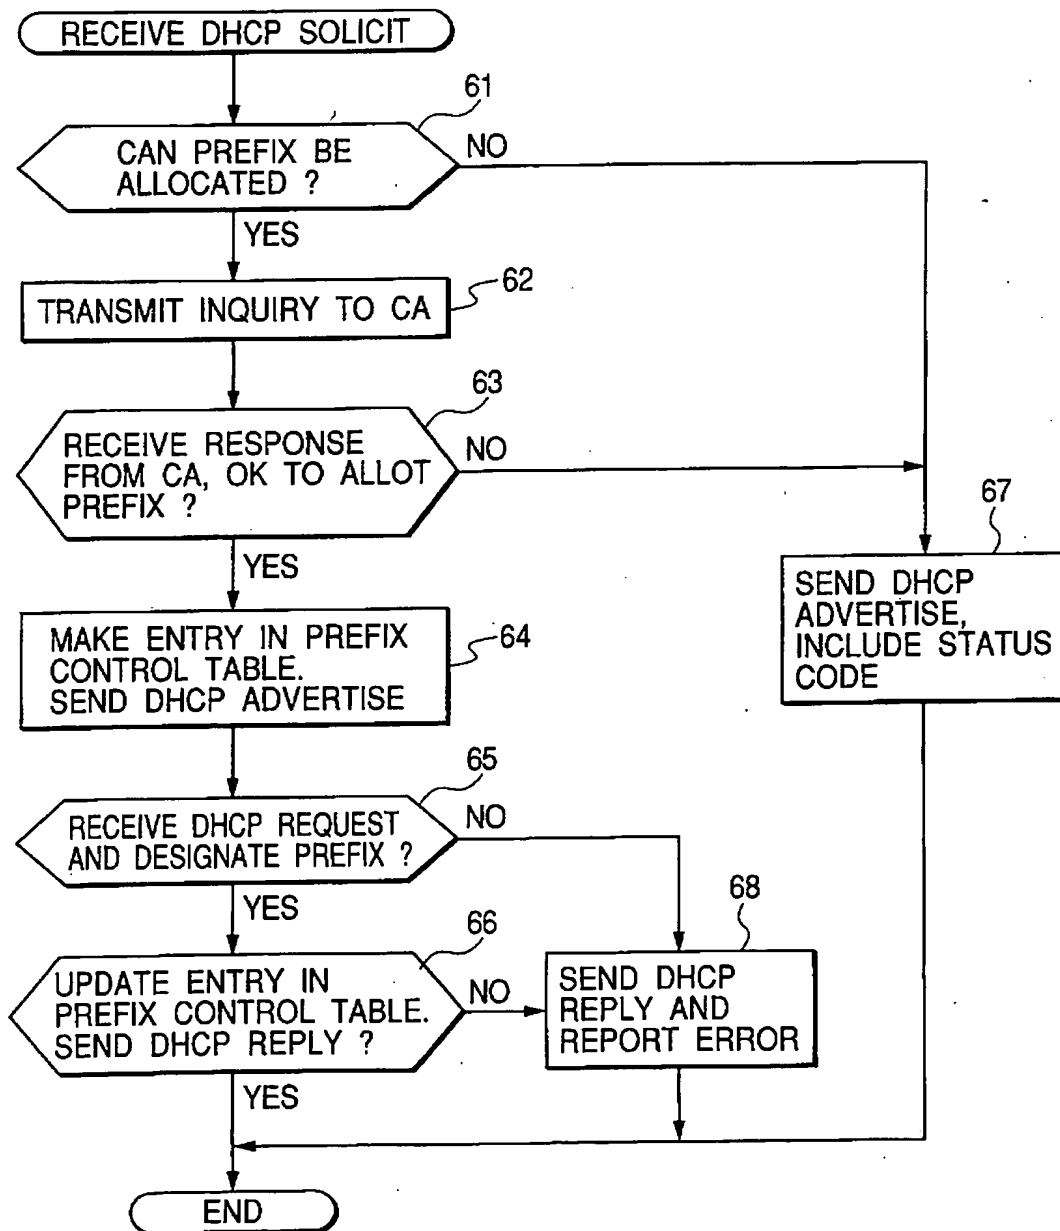 RECEIVE DHCP SOLICIT
61
CAN PREFIX BE
ALLOCATED ?
NO
YES
TRANSMIT INQUIRY TO CA
62
63
RECEIVE RESPONSE
FROM CA, OK TO ALLOT
PREFIX ?
NO
YES
67
SEND DHCP
ADVERTISE,
INCLUDE STATUS
CODE
MAKE ENTRY IN PREFIX
CONTROL TABLE.
SEND DHCP ADVERTISE
64
65
RECEIVE DHCP REQUEST
AND DESIGNATE PREFIX ?
NO
YES
66
UPDATE ENTRY IN
PREFIX CONTROL TABLE.
SEND DHCP REPLY ?
NO
68
SEND DHCP
REPLY AND
REPORT ERROR
YES
END